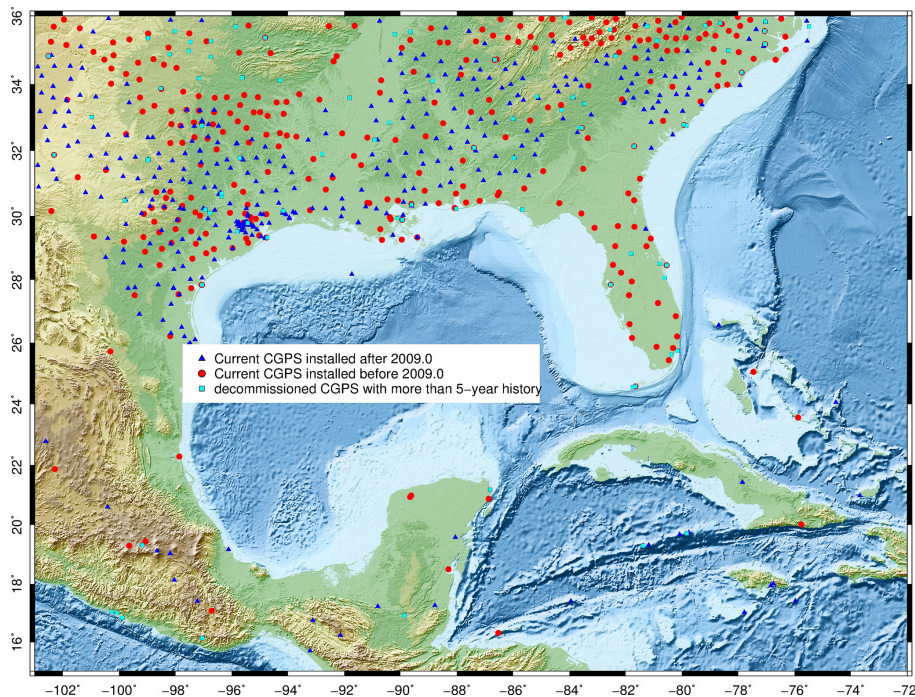 36°
34°
32°
30°
28°
26°
24°
22°
20°
18°
16°
Current CGPS installed after 2009.0
Current CGPS installed before 2009.0
decommissioned CGPS with more than 5−year history
−102° −100° −98° −96° −94° −92° −90° −88° −86° −84° −82° −80° −78° −76° −74°